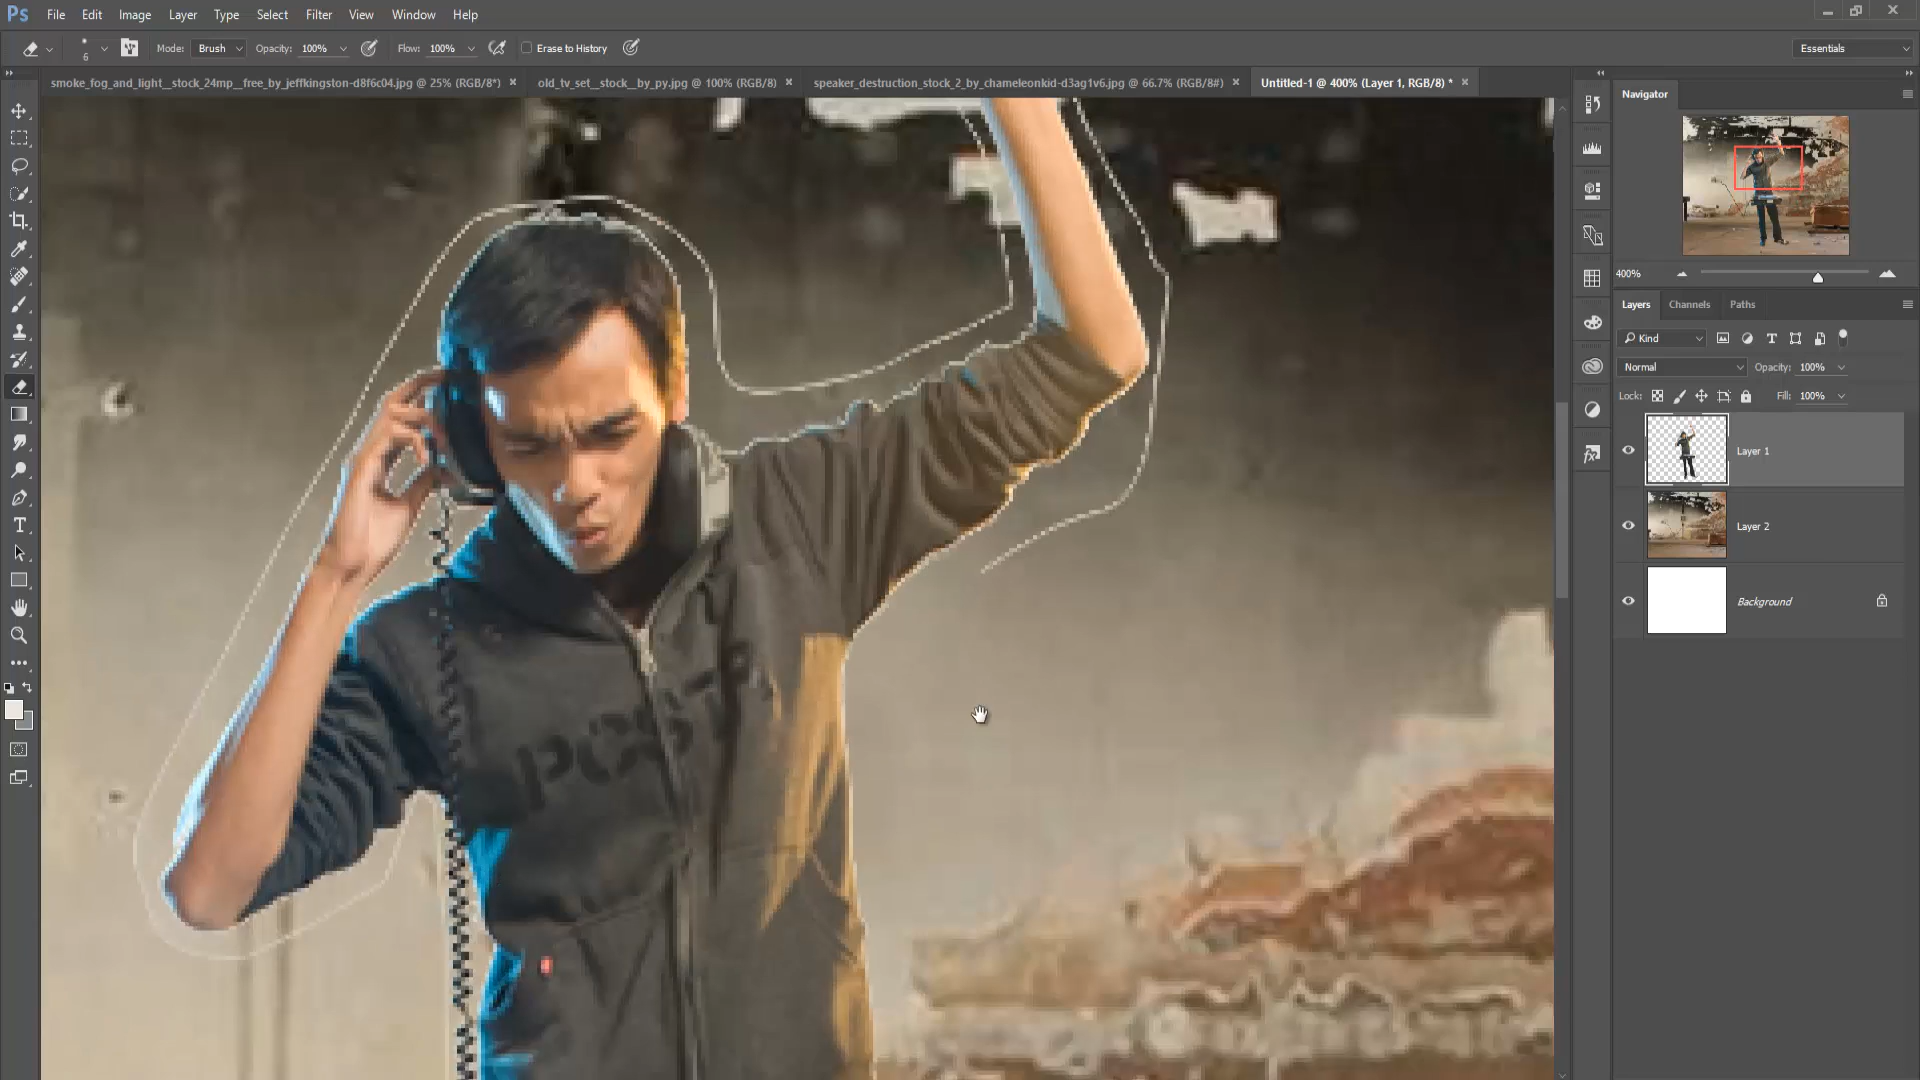 Ps File Edit Image Layer Type Select Filter View Window Help
6 Mode: Brush Opacity: 100% Flow: 100% Erase to History Essentials
smoke_fog_and_light__stock_24mp__free_by_jeffkingston-d8f6c04.jpg @ 25% (RGB/8*) × old_tv_set__stock__by_py.jpg @ 100% (RGB/8) × speaker_destruction_stock_2_by_chameleonkid-d3ag1v6.jpg @ 66.7% (RGB/8#) × Untitled-1 @ 400% (Layer 1, RGB/8) * ×
Navigator
400%
Layers Channels Paths
Kind
Normal Opacity: 100%
Lock: Fill: 100%
Layer 1
Layer 2
Background